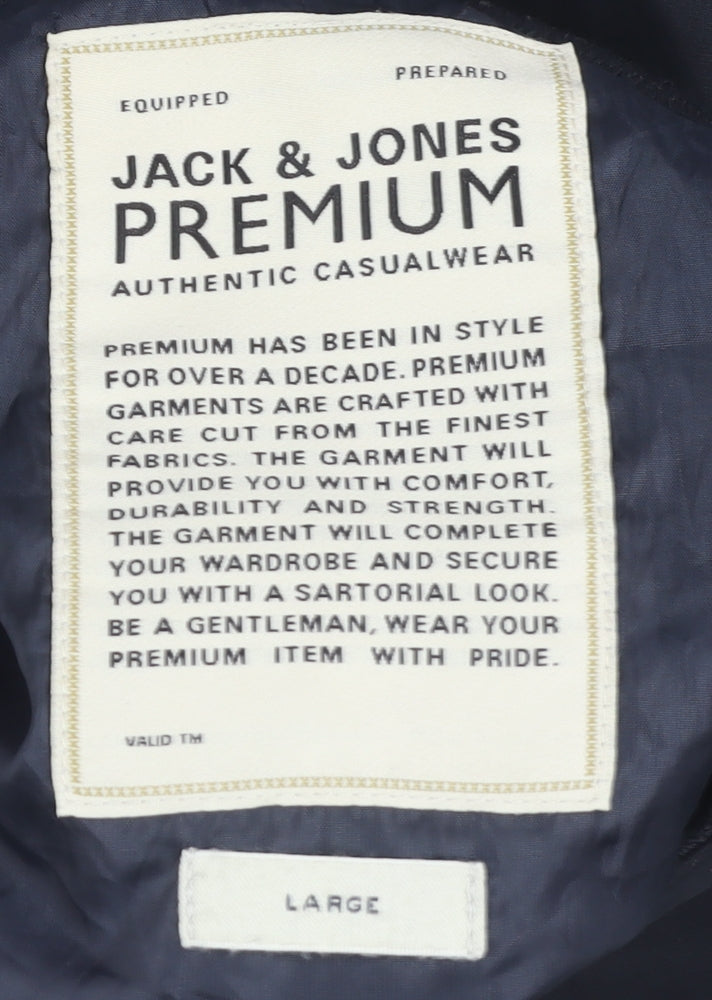 EQUIPPED PREPARED
JACK & JONES
PREMIUM
AUTHENTIC CASUALWEAR
PREMIUM HAS BEEN IN STYLE
FOR OVER A DECADE. PREMIUM
GARMENTS ARE CRAFTED WITH
CARE CUT FROM THE FINEST
FABRICS. THE GARMENT WILL
PROVIDE YOU WITH COMFORT,
DURABILITY AND STRENGTH.
THE GARMENT WILL COMPLETE
YOUR WARDROBE AND SECURE
YOU WITH A SARTORIAL LOOK.
BE A GENTLEMAN, WEAR YOUR
PREMIUM ITEM WITH PRIDE.
VALID TM
LARGE